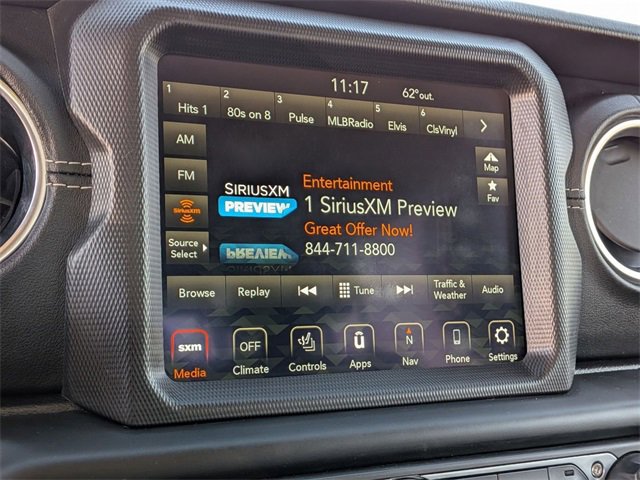 11:17 62°out.
1 2 3 4 5 6
Hits 1 80s on 8 Pulse MLBRadio Elvis ClsVinyl
AM
Map
FM
Fav
SIRIUSXM Entertainment
PREVIEW 1 SiriusXM Preview
SiriusXM
Great Offer Now!
844-711-8800
Source
Select
Browse Replay Tune Traffic & Weather Audio
sxm OFF û N
Media Climate Controls Apps Nav Phone Settings